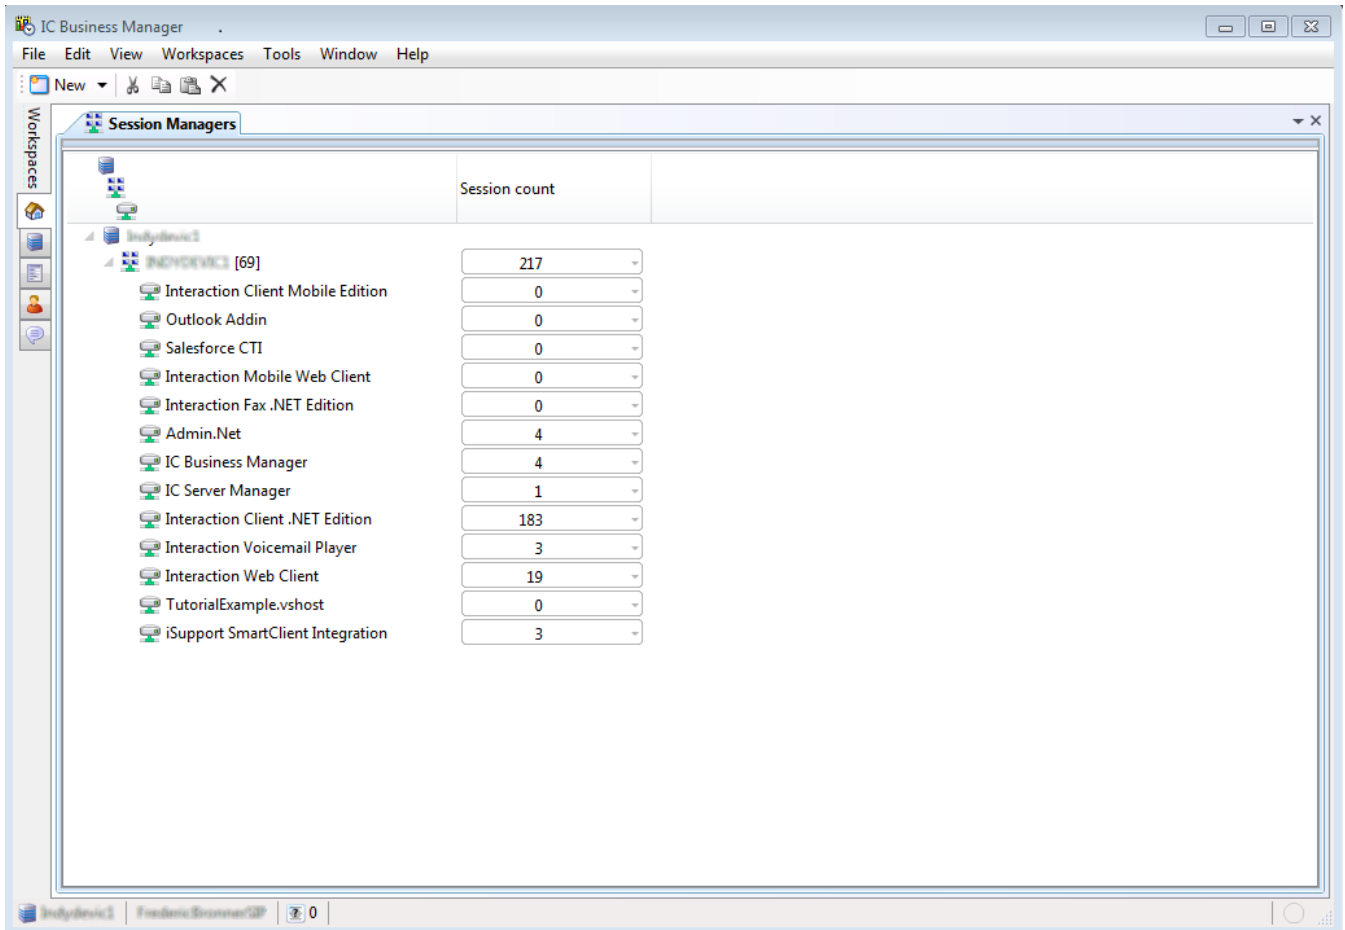 IC Business Manager .
File Edit View Workspaces Tools Window Help
New
Workspaces
Session Managers
Session count
[69] 217
Interaction Client Mobile Edition 0
Outlook Addin 0
Salesforce CTI 0
Interaction Mobile Web Client 0
Interaction Fax .NET Edition 0
Admin.Net 4
IC Business Manager 4
IC Server Manager 1
Interaction Client .NET Edition 183
Interaction Voicemail Player 3
Interaction Web Client 19
TutorialExample.vshost 0
iSupport SmartClient Integration 3
0